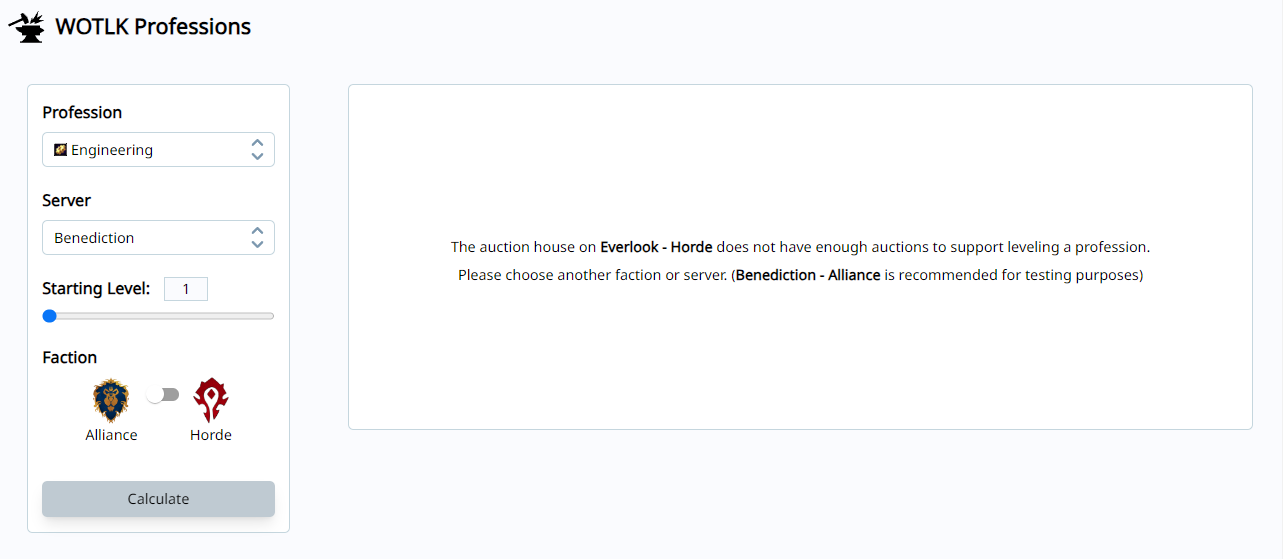 WOTLK Professions
Profession
Engineering
Server
Benediction
Starting Level: 1
Faction
Alliance Horde
Calculate
The auction house on Everlook - Horde does not have enough auctions to support leveling a profession.
Please choose another faction or server. (Benediction - Alliance is recommended for testing purposes)